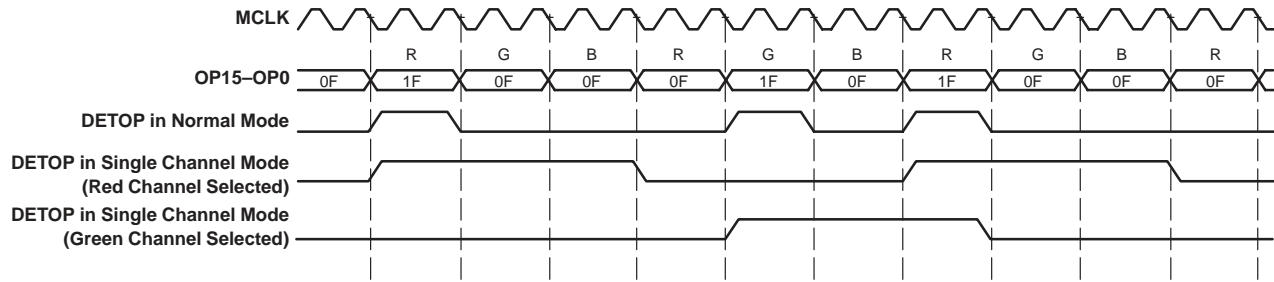 MCLK
R G B R G B R G B R
OP15–OP0 0F 1F 0F 0F 0F 1F 0F 1F 0F 0F 0F
DETOP in Normal Mode
DETOP in Single Channel Mode
(Red Channel Selected)
DETOP in Single Channel Mode
(Green Channel Selected)